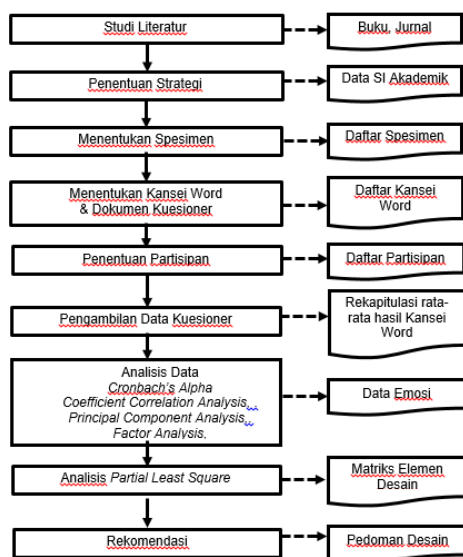 Studi Literatur
Buku, Jurnal
Penentuan Strategi
Data SI Akademik
Menentukan Spesimen
Daftar Spesimen
Menentukan Kansei Word
& Dokumen Kuesioner
Daftar Kansei
Word
Penentuan Partisipan
Daftar Partisipan
Pengambilan Data Kuesioner
Rekapitulasi rata-
rata hasil Kansei
Word
Analisis Data
Cronbach's Alpha
Coefficient Correlation Analysis,
Principal Component Analysis,
Factor Analysis,
Data Emosi
Analisis Partial Least Square
Matriks Elemen
Desain
Rekomendasi
Pedoman Desain